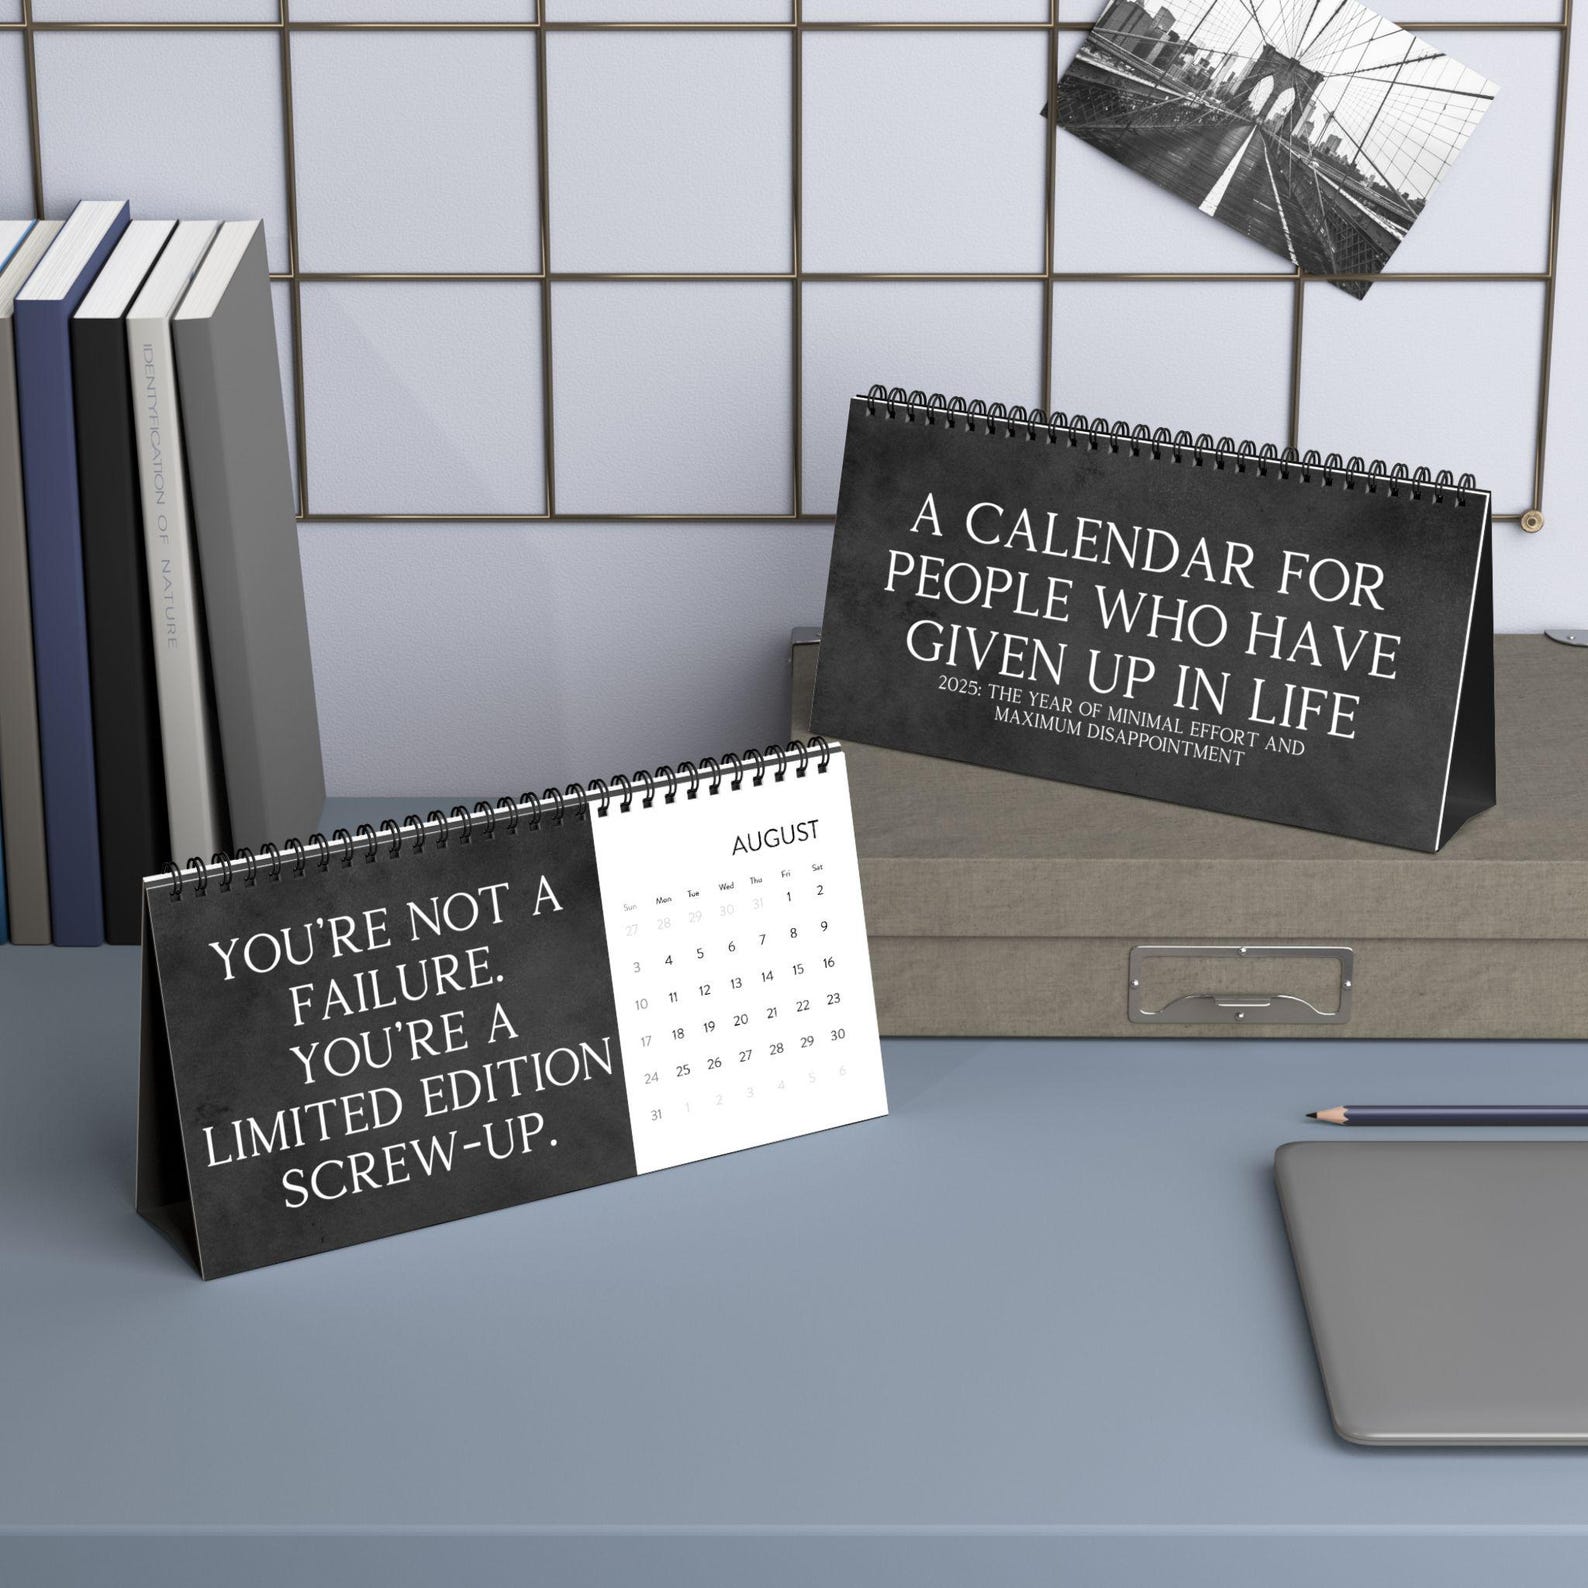 IDENTYFICATION OF NATURE
A CALENDAR FOR
PEOPLE WHO HAVE
GIVEN UP IN LIFE
2025: THE YEAR OF MINIMAL EFFORT AND
MAXIMUM DISAPPOINTMENT
YOU'RE NOT A
FAILURE.
YOU'RE A
LIMITED EDITION
SCREW-UP.
AUGUST
Sun Mon Tue Wed Thu Fri Sat
27 28 29 30 31 1 2
3 4 5 6 7 8 9
10 11 12 13 14 15 16
17 18 19 20 21 22 23
24 25 26 27 28 29 30
31 1 2 3 4 5 6